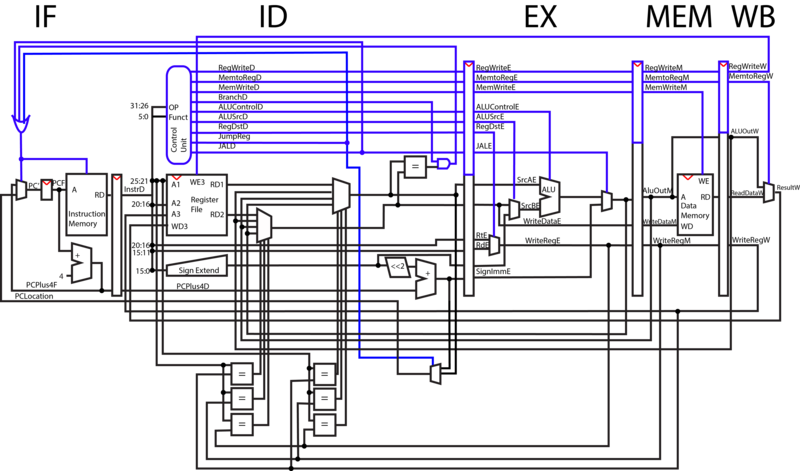 IF ID EX MEM WB
RegWriteD RegWriteE RegWriteM RegWriteW
MemtoRegD MemtoRegE MemtoRegM MemtoRegW
MemWriteD MemWriteE MemWriteM
BranchD
31:26 OP ALUControlD ALUControlE
5:0 Funct ALUSrcD ALUSrcE
RegDstD RegDstE
Control Unit
JumpReg
JALD JALE
ALUOutW
=
PC' PCF A RD InstrD
25:21 A1 WE3 RD1
SrcAE ALU AluOutM A WE
20:16 A2 Register File
A3 RD2
WD3
Instruction Memory
SrcBE
RD ReadDataW ResultW
Data Memory
WD
WriteDataE WriteDataM
20:16 RtE
15:11 RdE
WriteRegE WriteRegM WriteRegW
+
4
15:0 Sign Extend <<2 + SignImmE
PCPlus4F PCPlus4D
PCLocation
= =
= =
= =